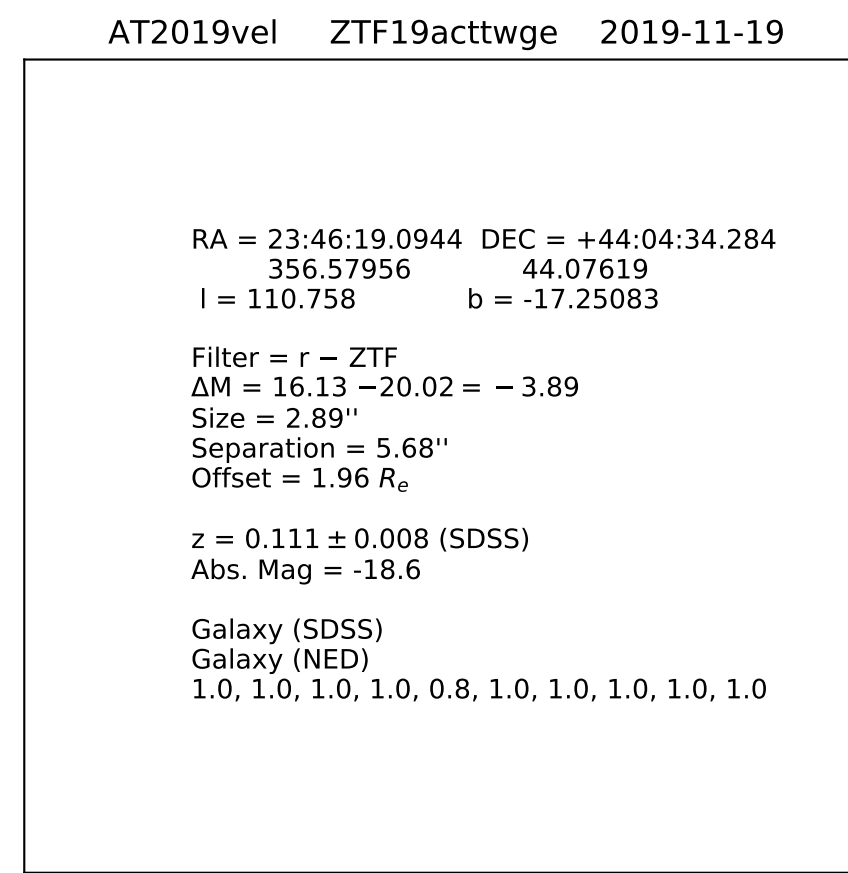 AT2019vel ZTF19acttwge 2019-11-19
RA = 23:46:19.0944 DEC = +44:04:34.284
356.57956 44.07619
l = 110.758 b = -17.25083
Filter = r − ZTF
ΔM = 16.13 −20.02 = − 3.89
Size = 2.89''
Separation = 5.68''
Offset = 1.96 Re
z = 0.111 ± 0.008 (SDSS)
Abs. Mag = -18.6
Galaxy (SDSS)
Galaxy (NED)
1.0, 1.0, 1.0, 1.0, 0.8, 1.0, 1.0, 1.0, 1.0, 1.0